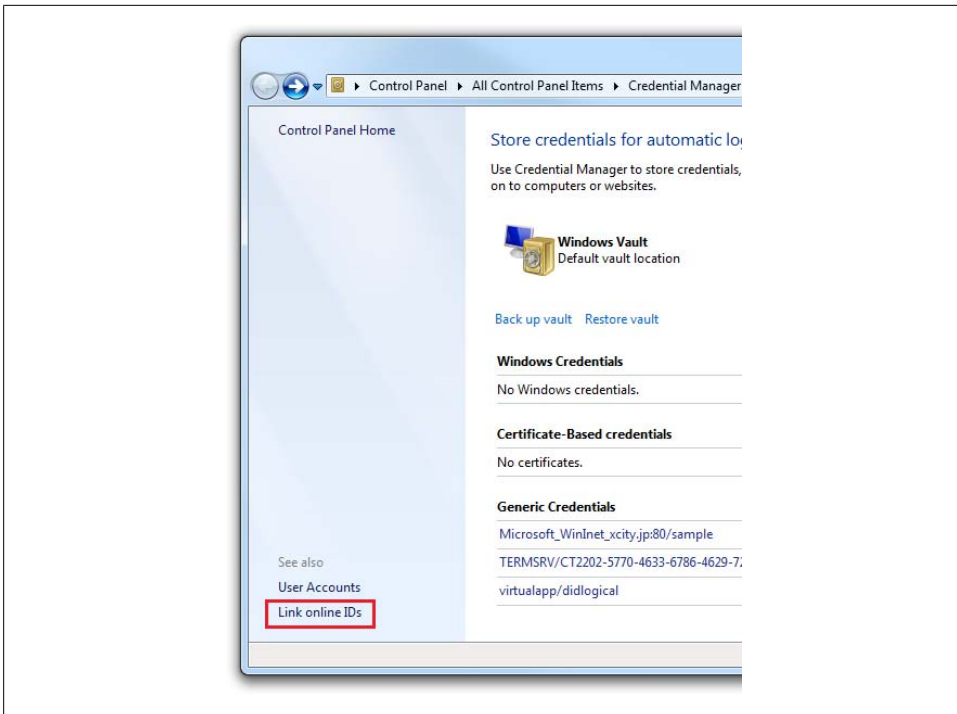 Control Panel ▸ All Control Panel Items ▸ Credential Manager
Control Panel Home
Store credentials for automatic
Use Credential Manager to store credentials,
on to computers or websites.
Windows Vault
Default vault location
Back up vault Restore vault
Windows Credentials
No Windows credentials.
Certificate-Based credentials
No certificates.
Generic Credentials
Microsoft_WinInet_xcity.jp:80/sample
TERMSRV/CT2202-5770-4633-6786-4629-72
virtualapp/didlogical
See also
User Accounts
Link online IDs